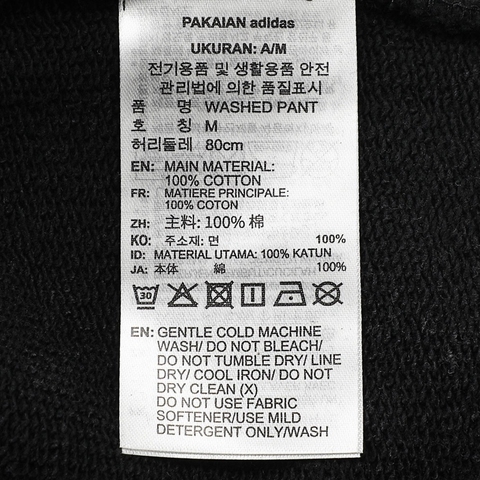 PAKAIAN adidas
UKURAN: A/M
전기용품 및 생활용품 안전
관리법에 의한 품질표시
품 명 WASHED PANT
호 칭 M
허리둘레 80cm
EN: MAIN MATERIAL:
100% COTTON
FR: MATIERE PRINCIPALE:
100% COTON
ZH: 主料: 100% 棉
KO: 주소재: 면 100%
ID: MATERIAL UTAMA: 100% KATUN
JA: 本体 綿 100%
30
EN: GENTLE COLD MACHINE
WASH/ DO NOT BLEACH/
DO NOT TUMBLE DRY/ LINE
DRY/ COOL IRON/ DO NOT
DRY CLEAN (X)
DO NOT USE FABRIC
SOFTENER/USE MILD
DETERGENT ONLY/WASH